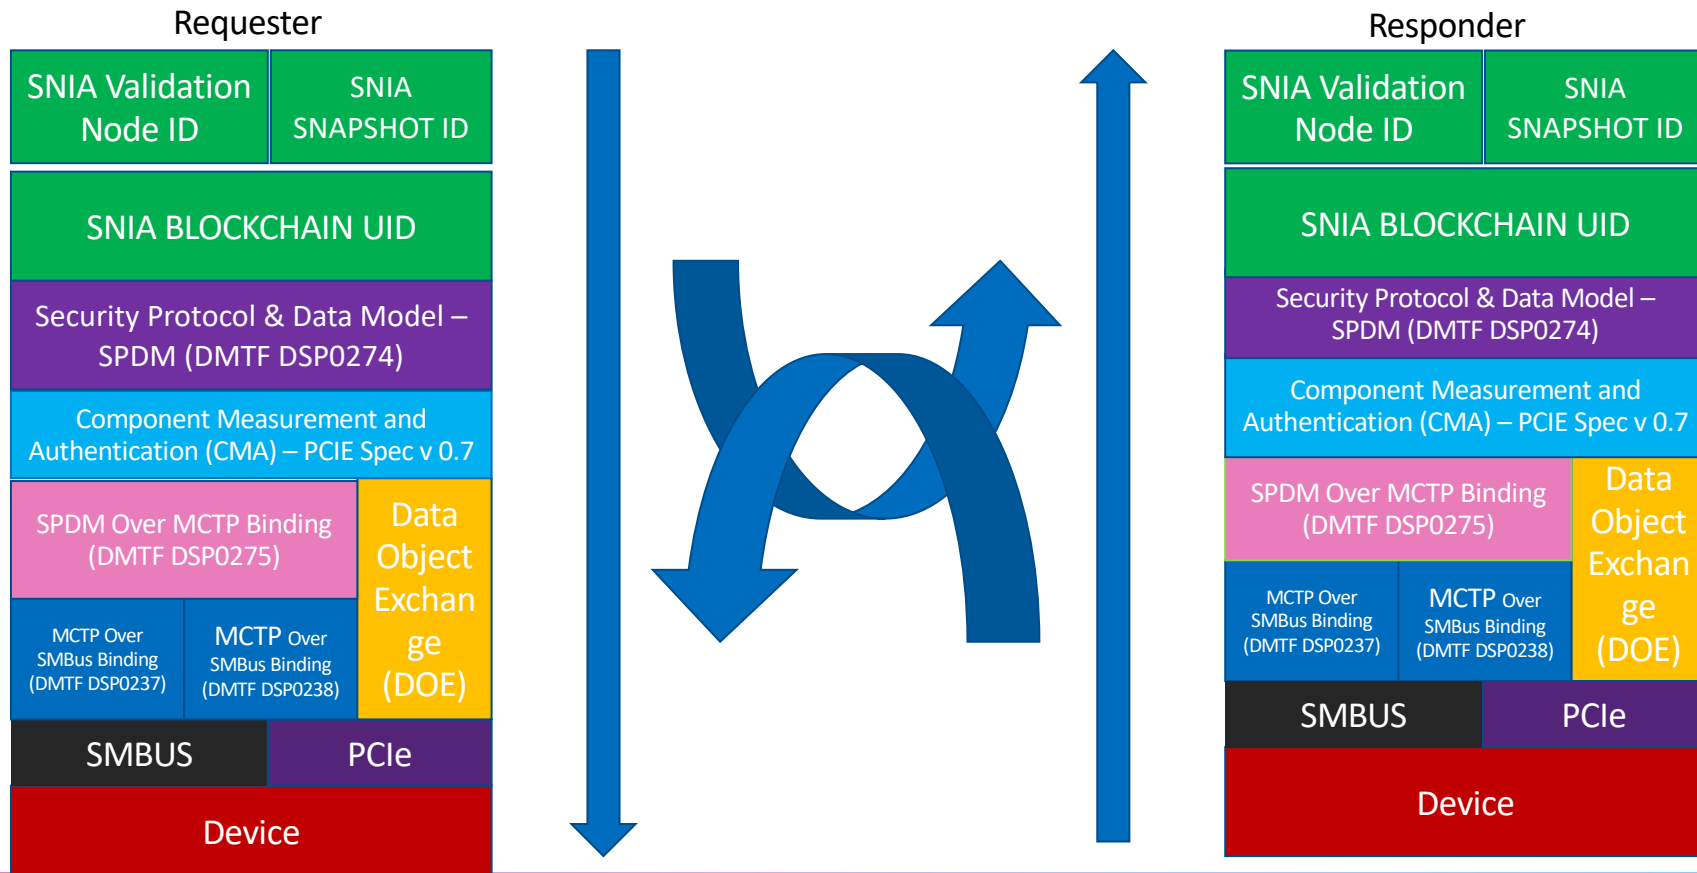 Requester
SNIA Validation
Node ID
SNIA
SNAPSHOT ID
SNIA BLOCKCHAIN UID
Security Protocol & Data Model –
SPDM (DMTF DSP0274)
Component Measurement and
Authentication (CMA) – PCIE Spec v 0.7
SPDM Over MCTP Binding
(DMTF DSP0275)
Data
Object
Exchan
ge
(DOE)
MCTP Over
SMBus Binding
(DMTF DSP0237)
MCTP Over
SMBus Binding
(DMTF DSP0238)
SMBUS
PCIe
Device
Responder
SNIA Validation
Node ID
SNIA
SNAPSHOT ID
SNIA BLOCKCHAIN UID
Security Protocol & Data Model –
SPDM (DMTF DSP0274)
Component Measurement and
Authentication (CMA) – PCIE Spec v 0.7
SPDM Over MCTP Binding
(DMTF DSP0275)
Data
Object
Exchan
ge
(DOE)
MCTP Over
SMBus Binding
(DMTF DSP0237)
MCTP Over
SMBus Binding
(DMTF DSP0238)
SMBUS
PCIe
Device